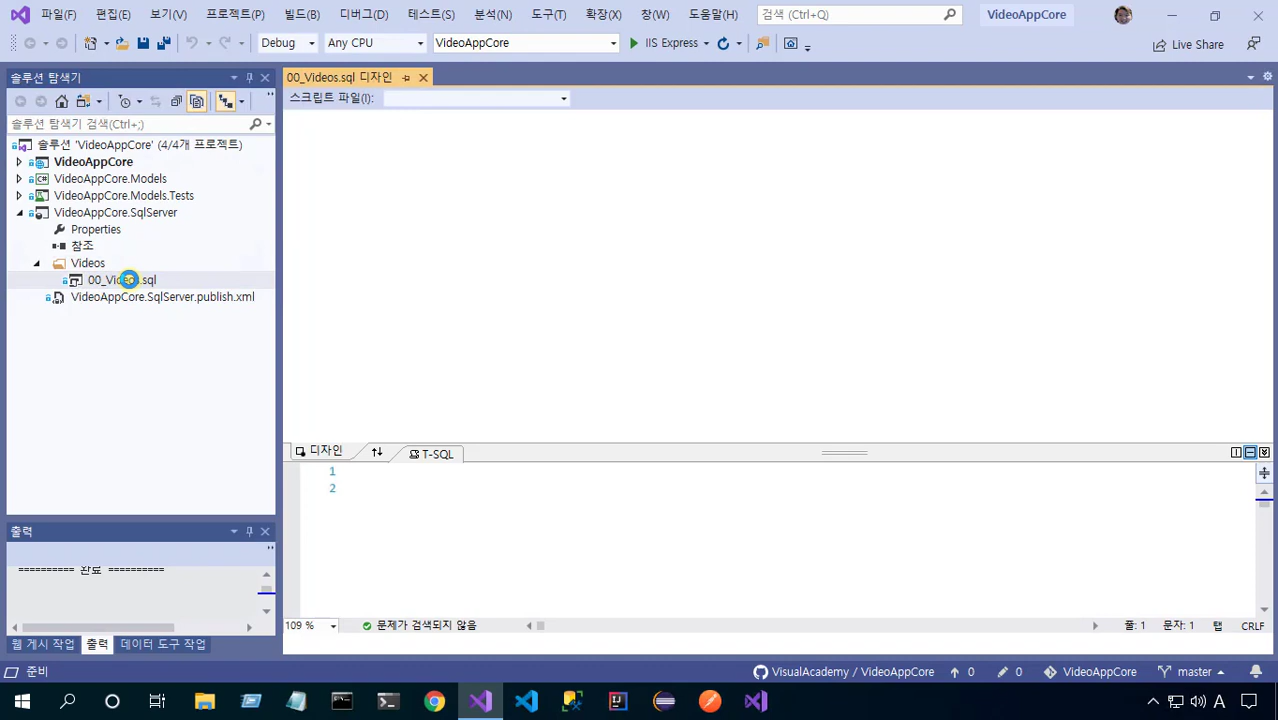 파일(F)
편집(E)
보기(V)
프로젝트(P)
빌드(B)
디버그(D)
테스트(S)
분석(N)
도구(T)
확장(X)
창(W)
도움말(H)
검색 (Ctrl+Q)
VideoAppCore
Debug
Any CPU
VideoAppCore
IIS Express
Live Share
솔루션 탐색기
00_Videos.sql 디자인
스크립트 파일(I):
솔루션 탐색기 검색(Ctrl+;)
솔루션 'VideoAppCore' (4/4개 프로젝트)
VideoAppCore
C# VideoAppCore.Models
VideoAppCore.Models.Tests
VideoAppCore.SqlServer
Properties
참조
Videos
00_Videos.sql
VideoAppCore.SqlServer.publish.xml
디자인
T-SQL
1
2
출력
========== 완료 ==========
109 %
문제가 검색되지 않음
줄: 1
문자: 1
탭
CRLF
웹 게시 작업
출력
데이터 도구 작업
준비
VisualAcademy / VideoAppCore
0
0
VideoAppCore
master
A